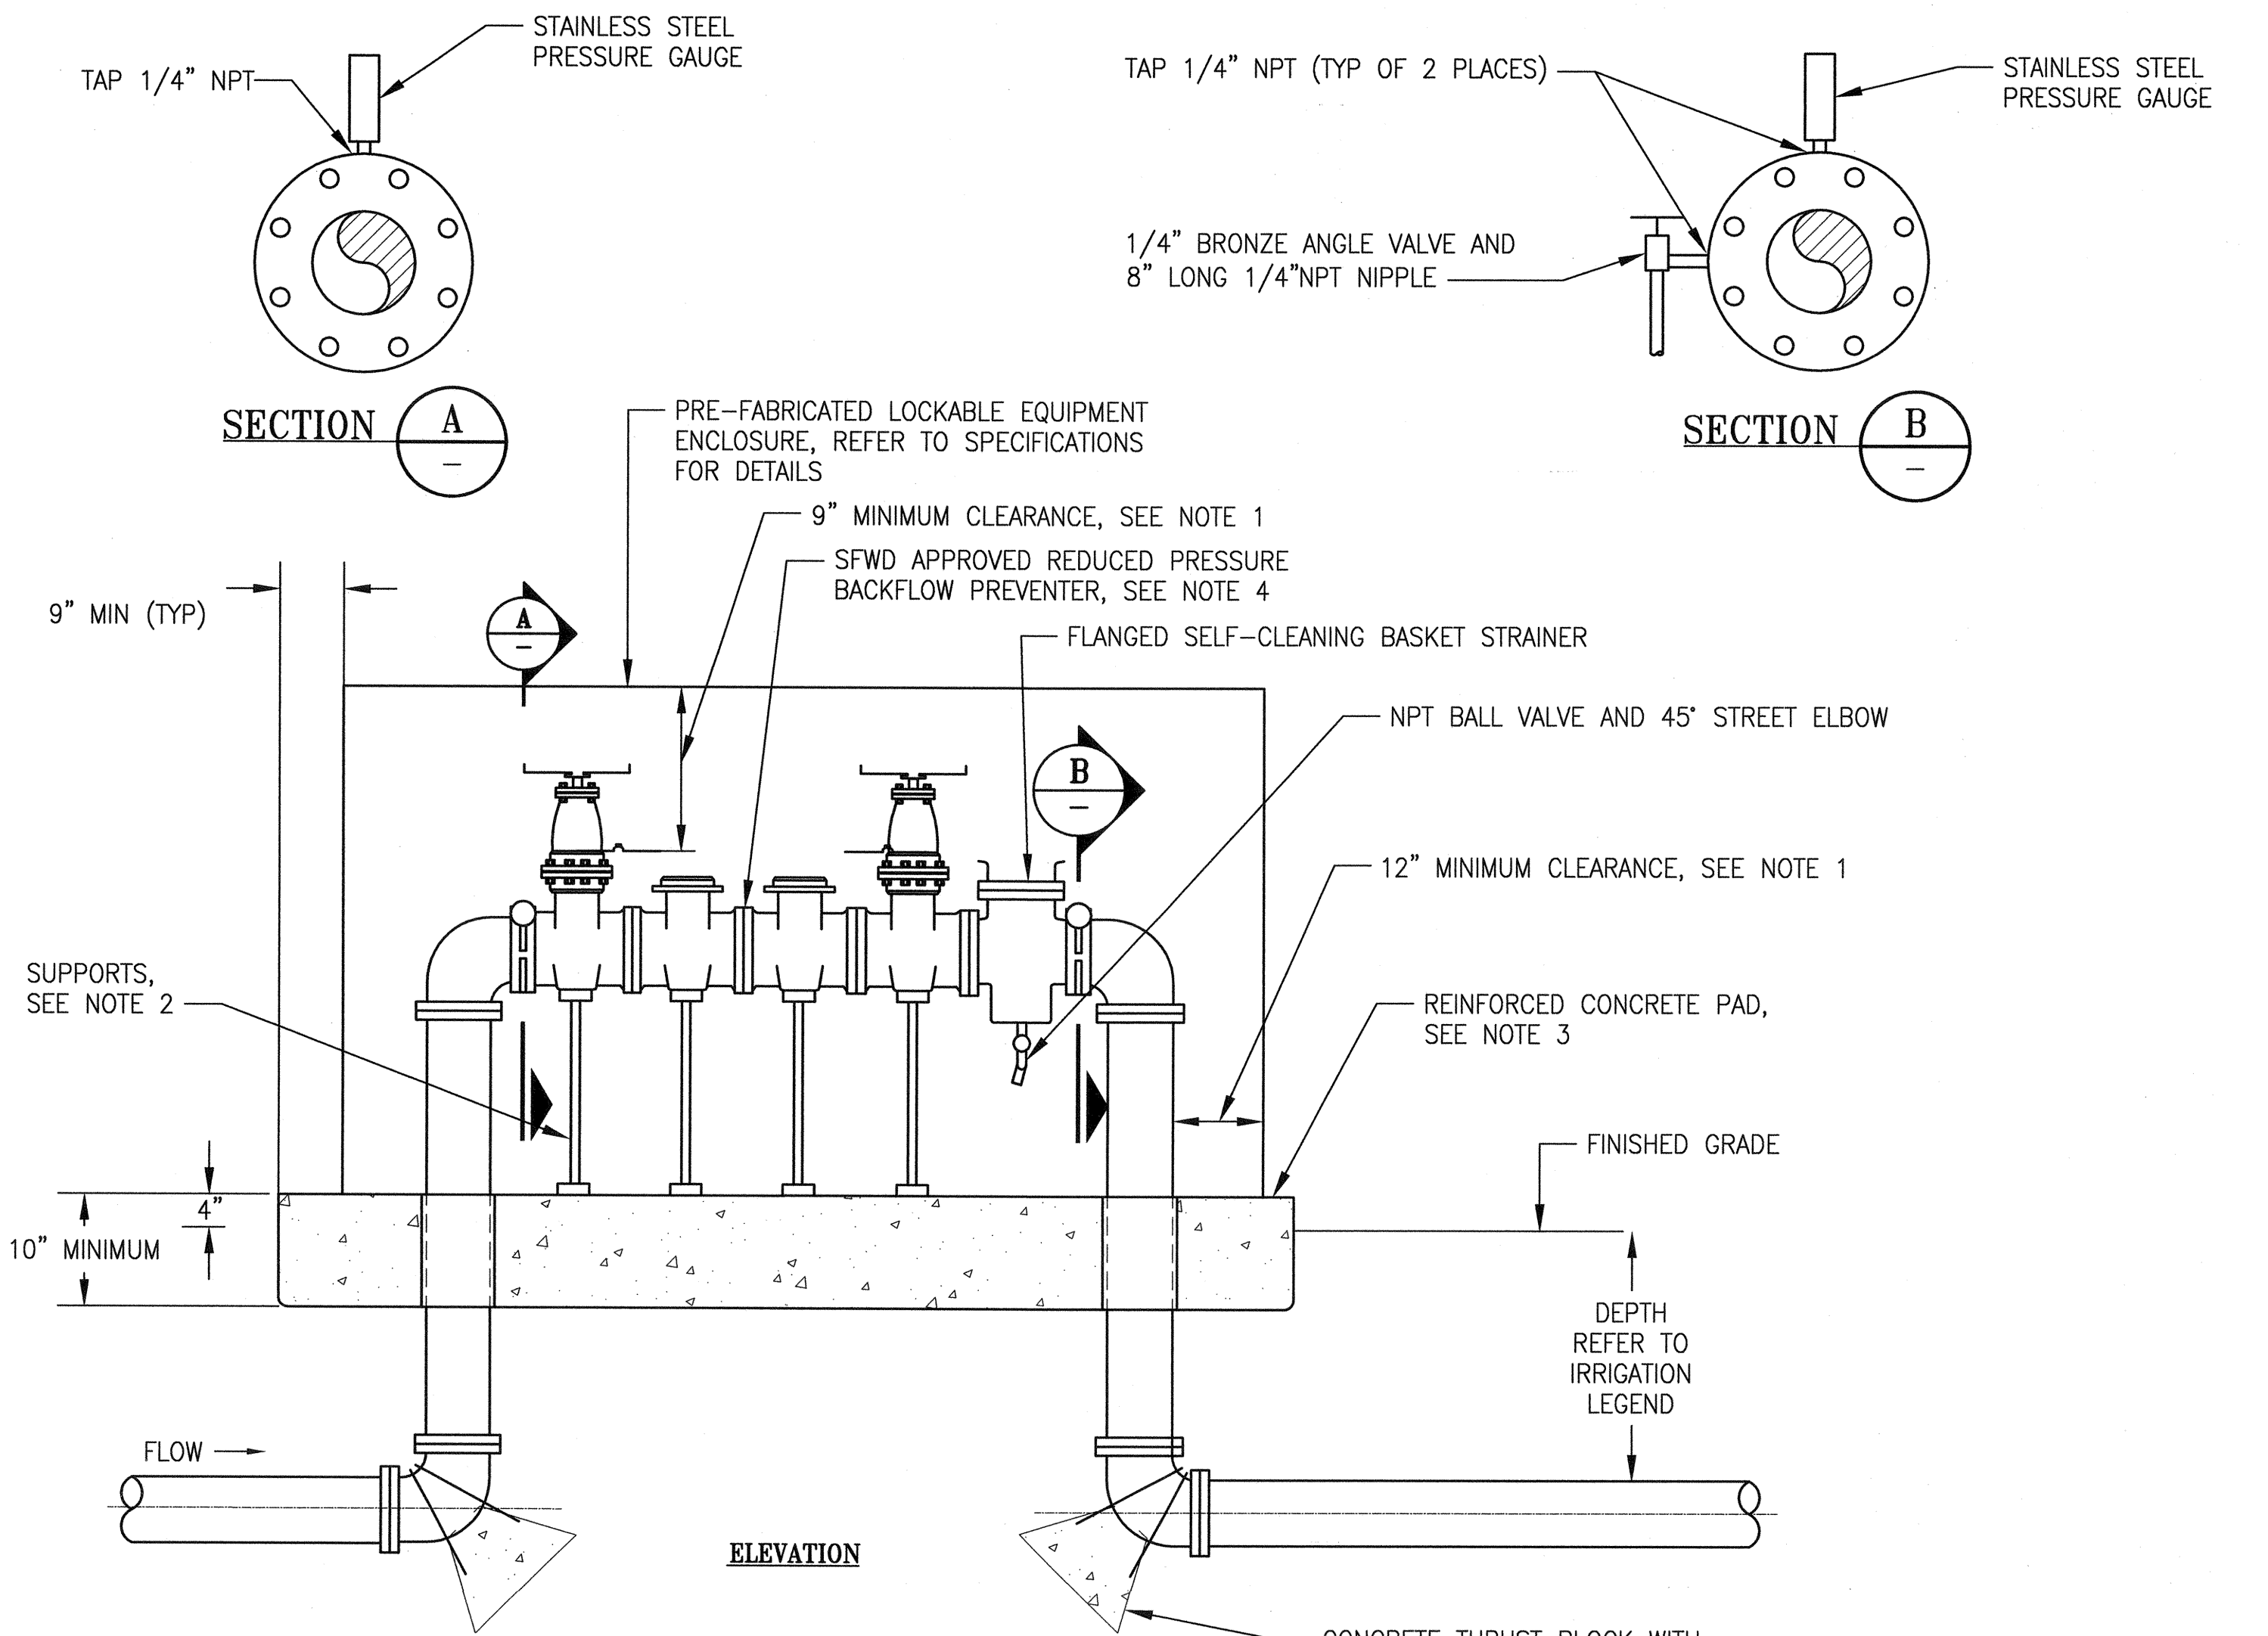 STAINLESS STEEL
PRESSURE GAUGE
TAP 1/4” NPT
SECTION
A
–
TAP 1/4” NPT (TYP OF 2 PLACES)
STAINLESS STEEL
PRESSURE GAUGE
1/4” BRONZE ANGLE VALVE AND
8” LONG 1/4”NPT NIPPLE
SECTION
B
–
PRE–FABRICATED LOCKABLE EQUIPMENT
ENCLOSURE, REFER TO SPECIFICATIONS
FOR DETAILS
9” MINIMUM CLEARANCE, SEE NOTE 1
SFWD APPROVED REDUCED PRESSURE
BACKFLOW PREVENTER, SEE NOTE 4
9” MIN (TYP)
A
–
FLANGED SELF–CLEANING BASKET STRAINER
NPT BALL VALVE AND 45° STREET ELBOW
B
–
12” MINIMUM CLEARANCE, SEE NOTE 1
SUPPORTS,
SEE NOTE 2
REINFORCED CONCRETE PAD,
SEE NOTE 3
FINISHED GRADE
4”
10” MINIMUM
DEPTH
REFER TO
IRRIGATION
LEGEND
FLOW
ELEVATION
CONCRETE THRUST BLOCK WITH